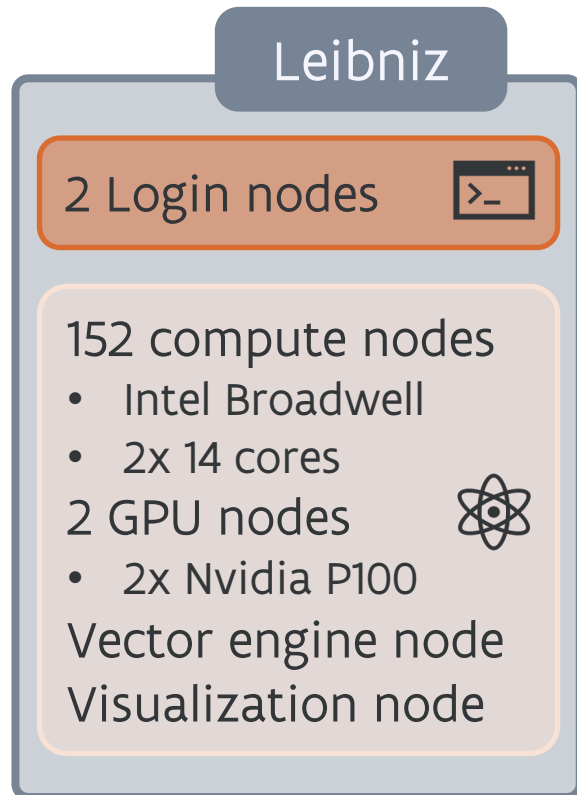 Leibniz
2 Login nodes
>_
152 compute nodes
• Intel Broadwell
• 2x 14 cores
2 GPU nodes
• 2x Nvidia P100
Vector engine node
Visualization node